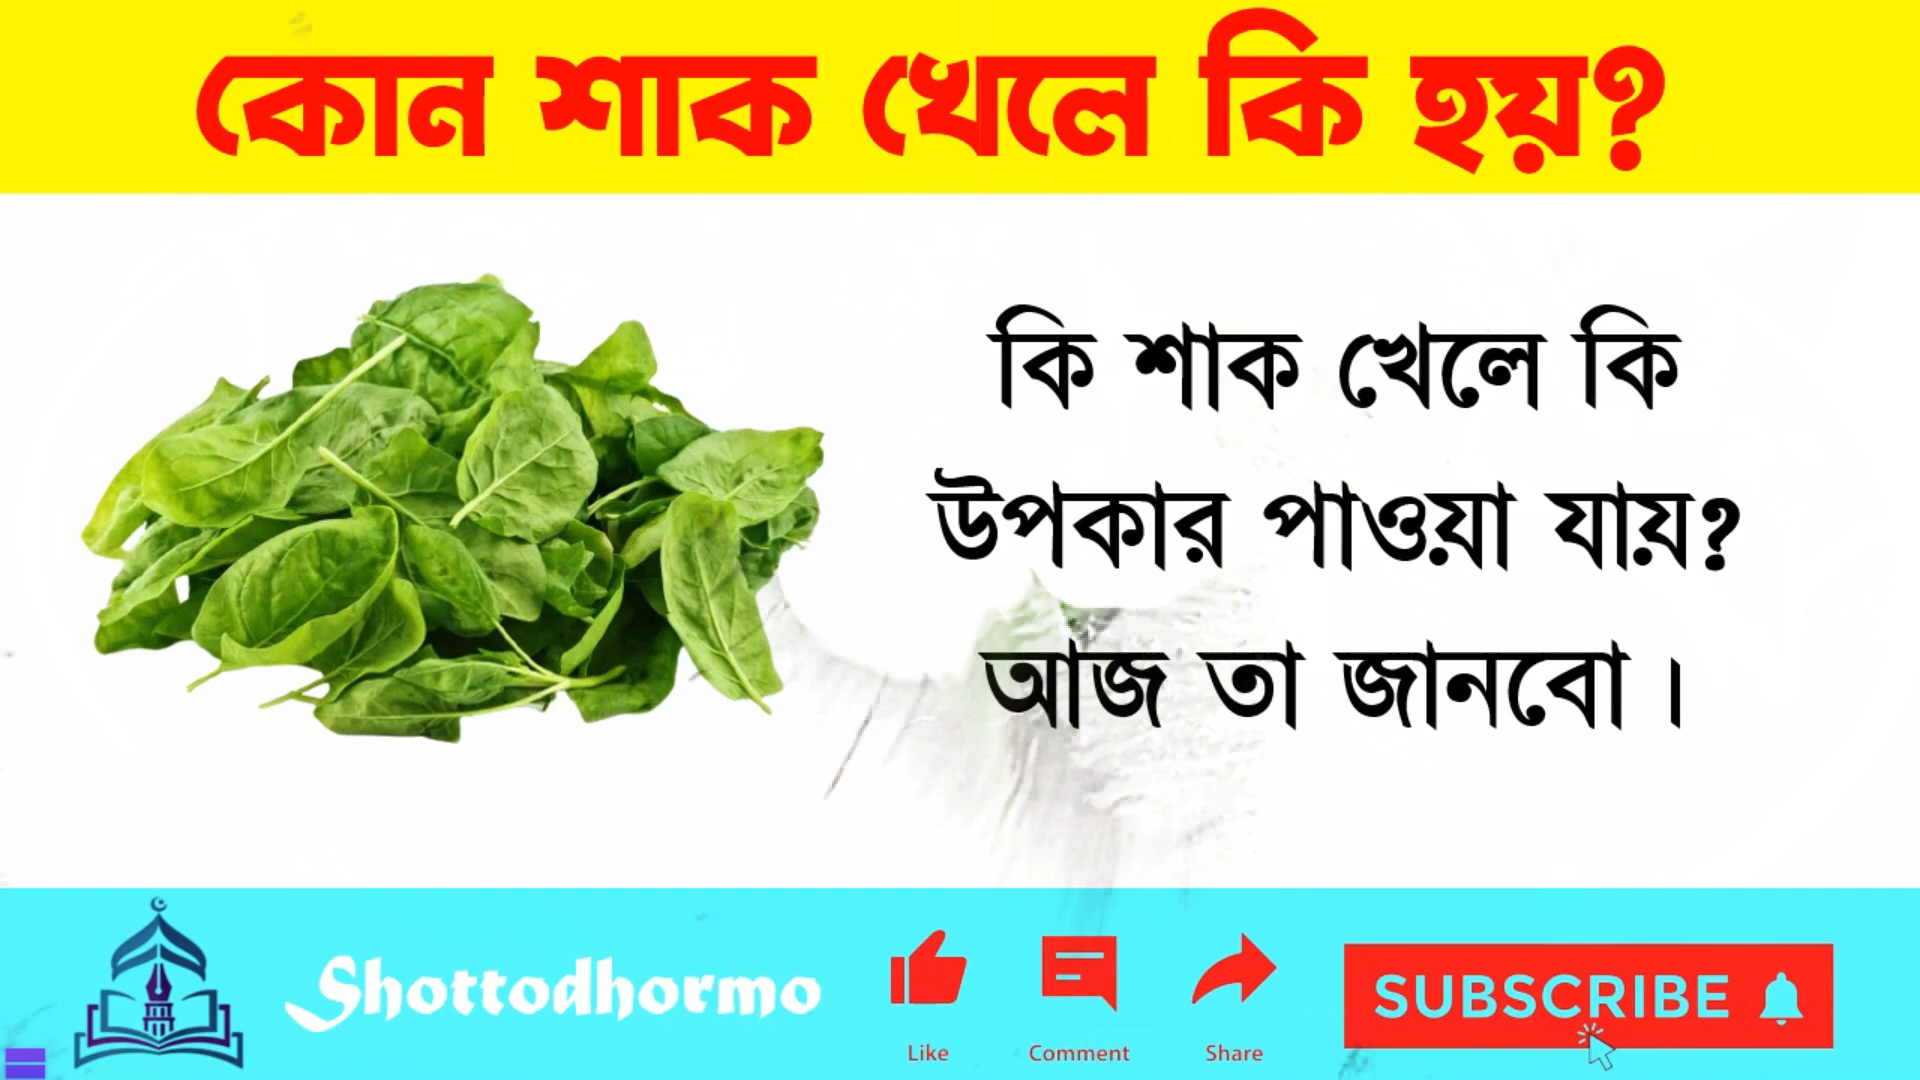 কোন শাক খেলে কি হয়?
কি শাক খেলে কি
উপকার পাওয়া যায়?
আজ তা জানবো।
Shottodhormo
Like Comment Share
SUBSCRIBE